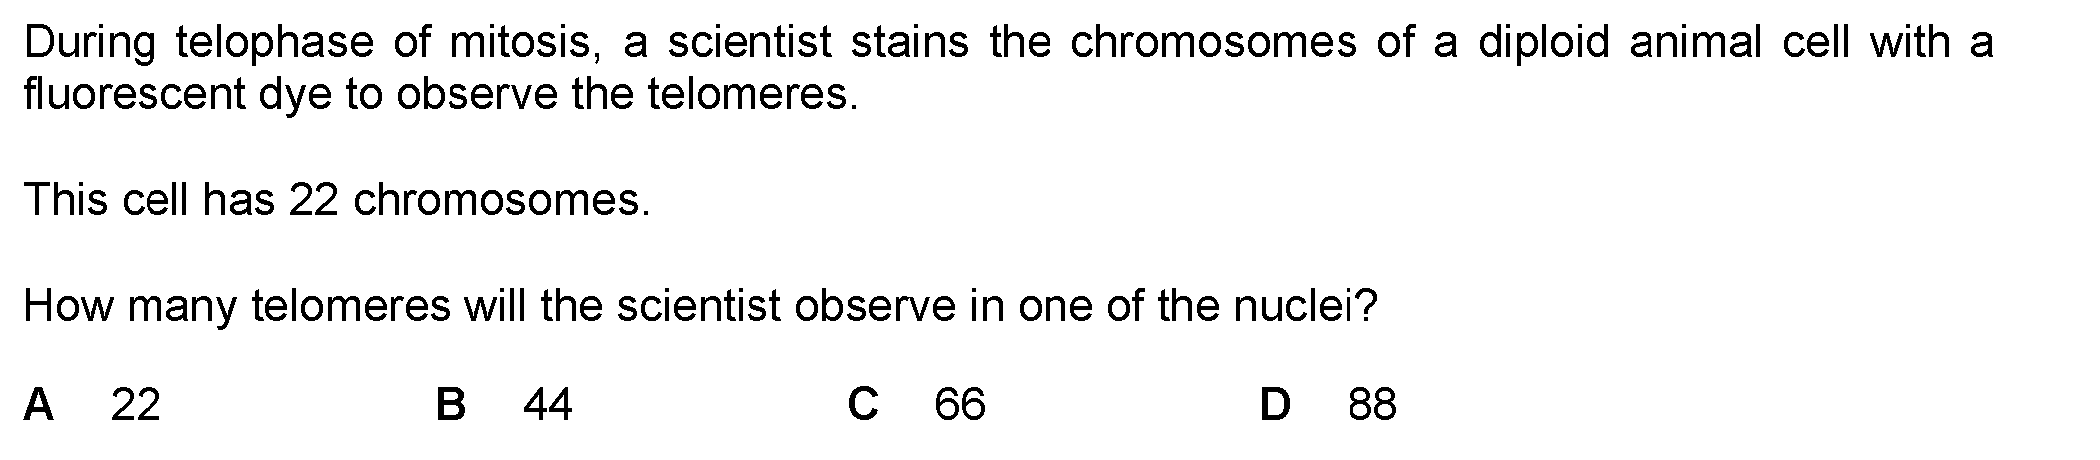 During telophase of mitosis, a scientist stains the chromosomes of a diploid animal cell with a
fluorescent dye to observe the telomeres.
This cell has 22 chromosomes.
How many telomeres will the scientist observe in one of the nuclei?
A 22 B 44 C 66 D 88